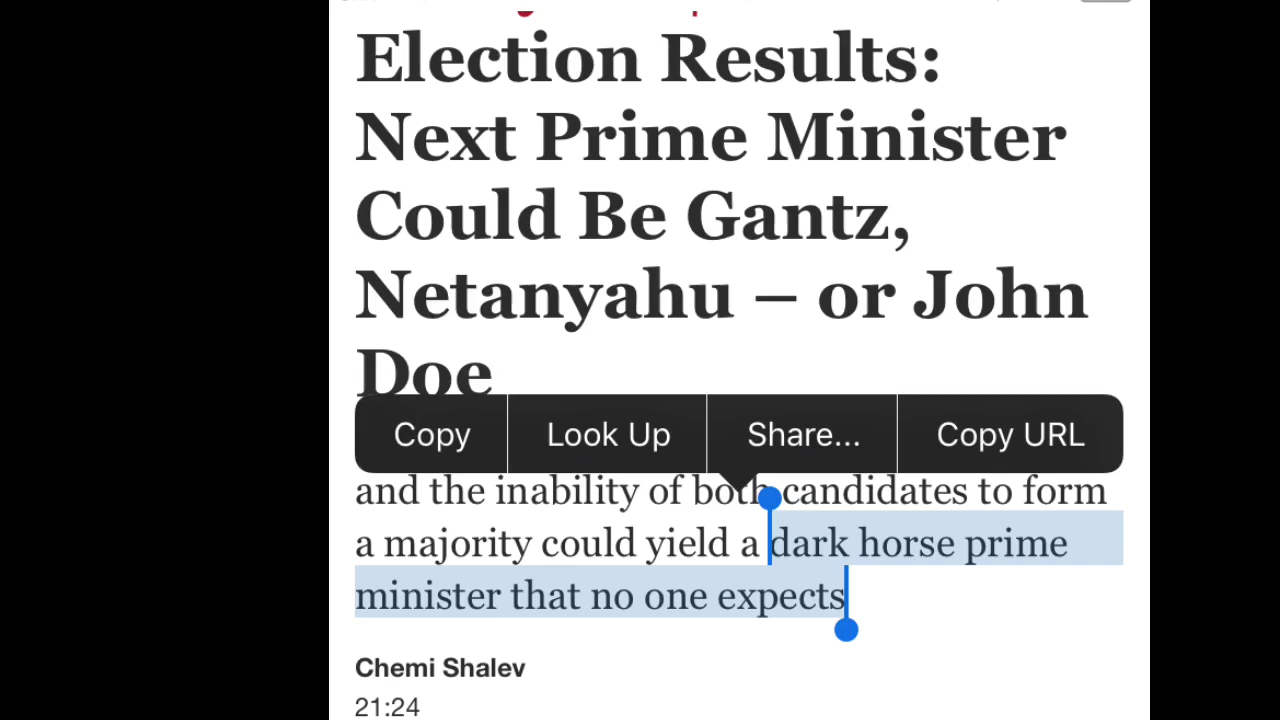 Election Results:
Next Prime Minister
Could Be Gantz,
Netanyahu – or John
Doe
Copy
Look Up
Share...
Copy URL
and the inability of both candidates to form
a majority could yield a dark horse prime
minister that no one expects
Chemi Shalev
21:24